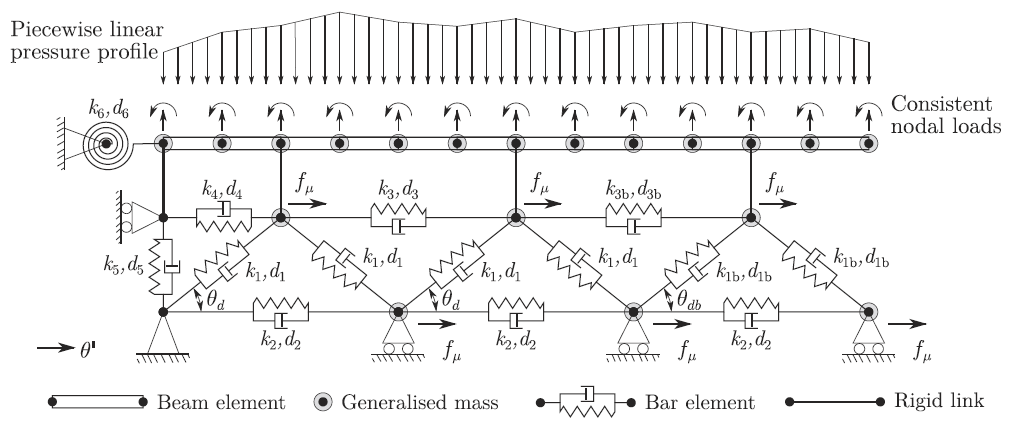 Piecewise linear
pressure profile
k6, d6
Consistent
nodal loads
fμ fμ fμ
k4, d4 k3, d3 k3b, d3b
k5, d5 k1, d1 k1, d1 k1, d1 k1, d1 k1b, d1b k1b, d1b
θd θd θdb
k2, d2 k2, d2 k2, d2
θ' fμ fμ fμ
Beam element Generalised mass Bar element Rigid link